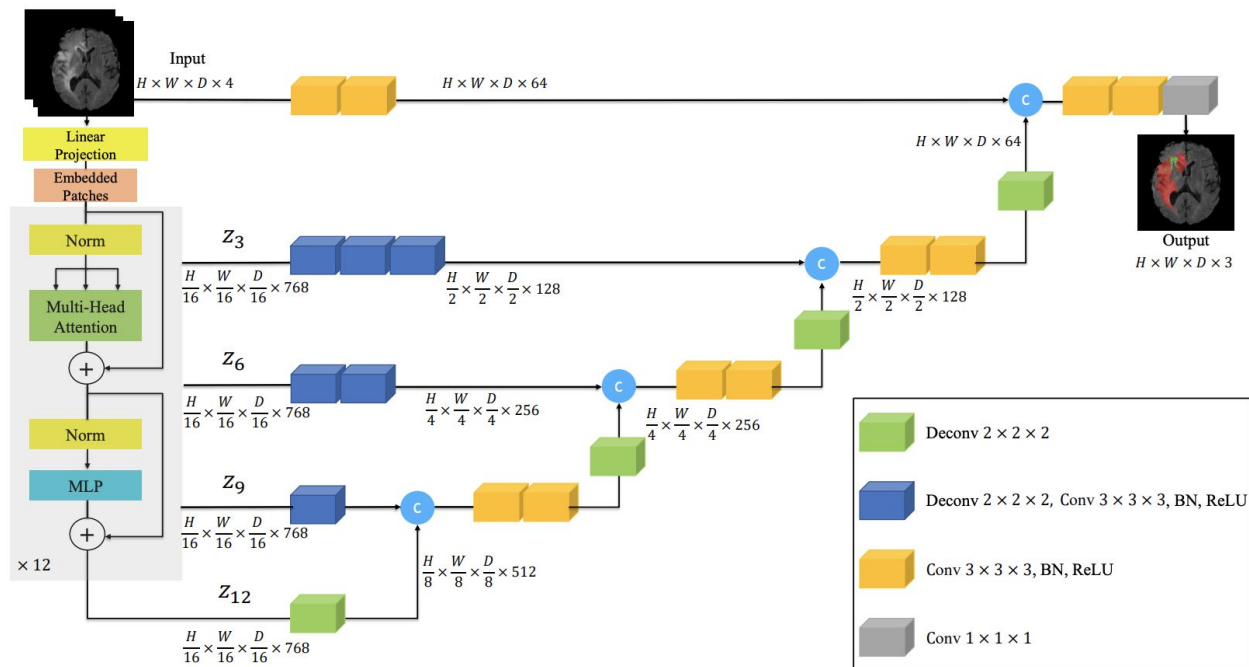 Input
H × W × D × 4
H × W × D × 64
C
Linear
Projection
Embedded
Patches
H × W × D × 64
Norm
Multi-Head
Attention
+
Norm
MLP
+
× 12
z₃
H/16 × W/16 × D/16 × 768
H/2 × W/2 × D/2 × 128
C
H/2 × W/2 × D/2 × 128
Output
H × W × D × 3
z₆
H/16 × W/16 × D/16 × 768
H/4 × W/4 × D/4 × 256
C
H/4 × W/4 × D/4 × 256
z₉
H/16 × W/16 × D/16 × 768
C
H/8 × W/8 × D/8 × 512
z₁₂
H/16 × W/16 × D/16 × 768
Deconv 2 × 2 × 2
Deconv 2 × 2 × 2, Conv 3 × 3 × 3, BN, ReLU
Conv 3 × 3 × 3, BN, ReLU
Conv 1 × 1 × 1